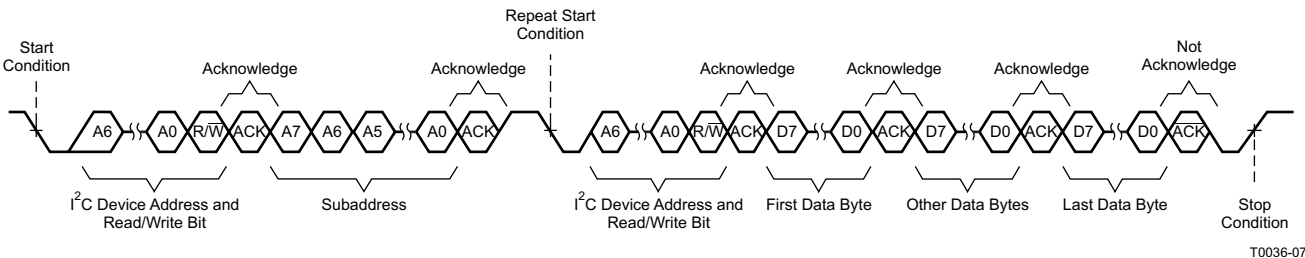 Repeat Start
Condition
Start
Condition
Not
Acknowledge
Acknowledge
Acknowledge
Acknowledge
Acknowledge
Acknowledge
A6 A0 R/W̅ ACK A7 A6 A5 A0 ACK A6 A0 R/W̅ ACK D7 D0 ACK D7 D0 ACK D7 D0 A̅C̅K̅
I²C Device Address and
Read/Write Bit
Subaddress
I²C Device Address and
Read/Write Bit
First Data Byte
Other Data Bytes
Last Data Byte
Stop
Condition
T0036-07